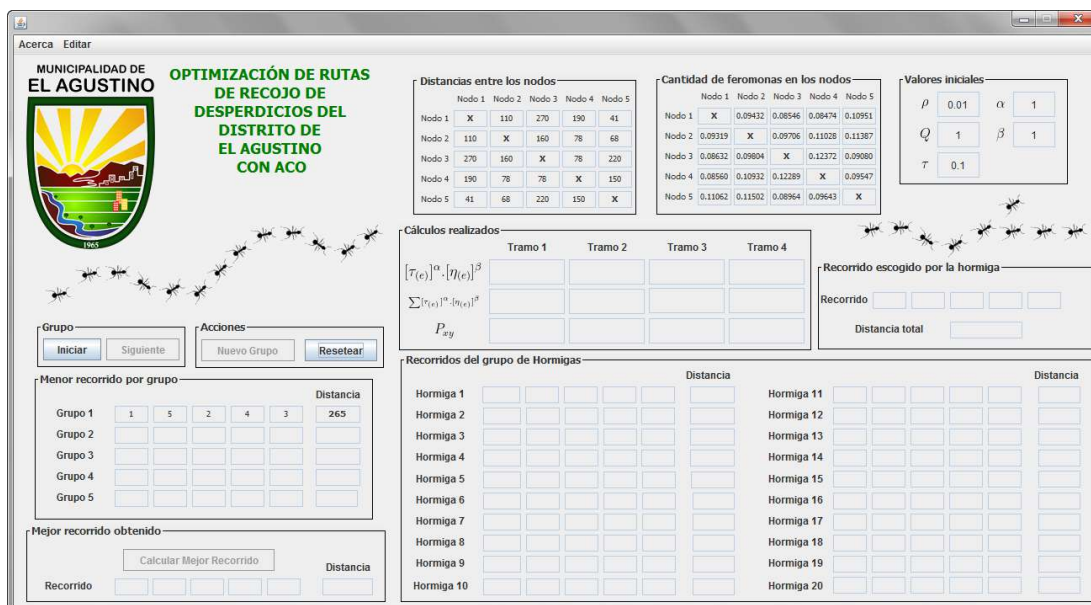 Acerca Editar
MUNICIPALIDAD DE
EL AGUSTINO
1965
OPTIMIZACIÓN DE RUTAS
DE RECOJO DE
DESPERDICIOS DEL
DISTRITO DE
EL AGUSTINO
CON ACO
Distancias entre los nodos
Nodo 1 Nodo 2 Nodo 3 Nodo 4 Nodo 5
Nodo 1 X 110 270 190 41
Nodo 2 110 X 160 78 68
Nodo 3 270 160 X 78 220
Nodo 4 190 78 78 X 150
Nodo 5 41 68 220 150 X
Cantidad de feromonas en los nodos
Nodo 1 Nodo 2 Nodo 3 Nodo 4 Nodo 5
Nodo 1 X 0.09432 0.08546 0.08474 0.10951
Nodo 2 0.09319 X 0.09706 0.11028 0.11387
Nodo 3 0.08632 0.09804 X 0.12372 0.09080
Nodo 4 0.08560 0.10932 0.12289 X 0.09547
Nodo 5 0.11062 0.11502 0.08964 0.09643 X
Valores iniciales
ρ 0.01 α 1
Q 1 β 1
τ 0.1
Cálculos realizados
Tramo 1 Tramo 2 Tramo 3 Tramo 4
[τ(e)]^α.[η(e)]^β
∑[τ(e)]^α.[η(e)]^β
P_xy
Recorrido escogido por la hormiga
Recorrido
Distancia total
Grupo
Iniciar Siguiente
Acciones
Nuevo Grupo Resetear
Menor recorrido por grupo
Distancia
Grupo 1 1 5 2 4 3 265
Grupo 2
Grupo 3
Grupo 4
Grupo 5
Mejor recorrido obtenido
Calcular Mejor Recorrido
Distancia
Recorrido
Recorridos del grupo de Hormigas
Distancia Distancia
Hormiga 1 Hormiga 11
Hormiga 2 Hormiga 12
Hormiga 3 Hormiga 13
Hormiga 4 Hormiga 14
Hormiga 5 Hormiga 15
Hormiga 6 Hormiga 16
Hormiga 7 Hormiga 17
Hormiga 8 Hormiga 18
Hormiga 9 Hormiga 19
Hormiga 10 Hormiga 20